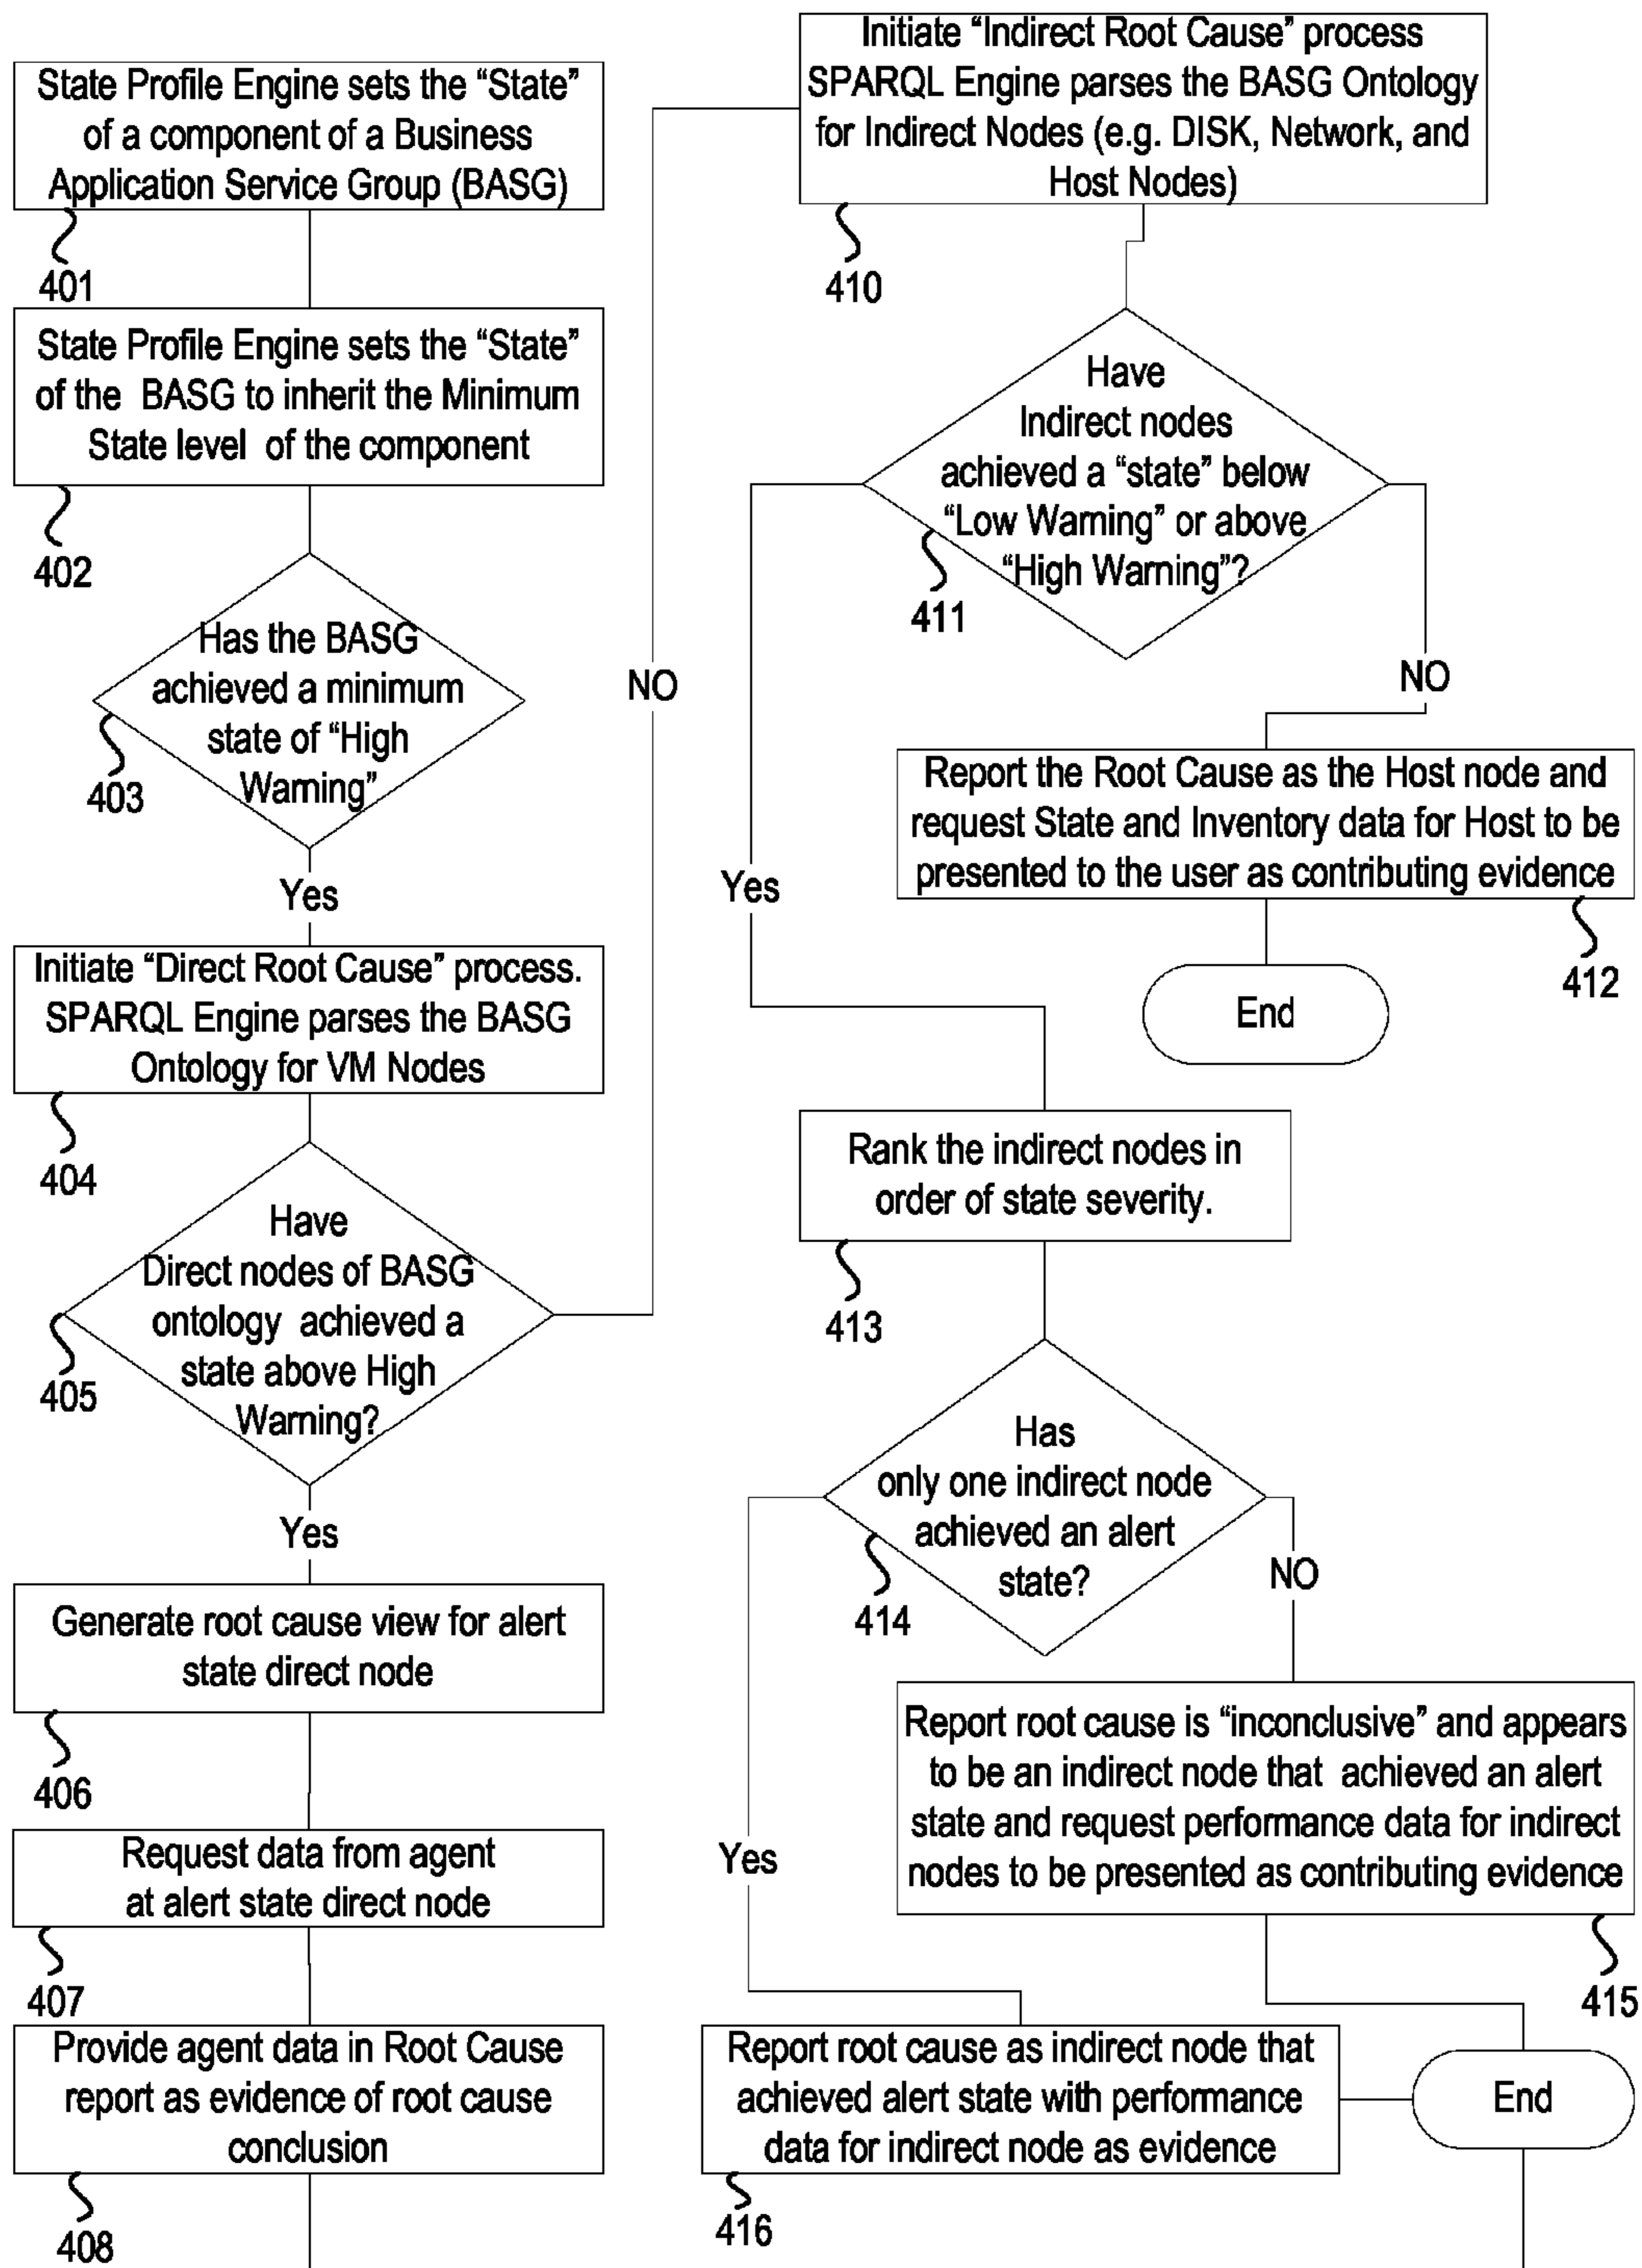 State Profile Engine sets the “State”
of a component of a Business
Application Service Group (BASG)
401
State Profile Engine sets the “State”
of the BASG to inherit the Minimum
State level of the component
402
Has the BASG
achieved a minimum
state of “High
Warning”
403
Yes
Initiate “Direct Root Cause” process.
SPARQL Engine parses the BASG
Ontology for VM Nodes
404
Have
Direct nodes of BASG
ontology achieved a
state above High
Warning?
405
NO
Yes
Generate root cause view for alert
state direct node
406
Request data from agent
at alert state direct node
407
Provide agent data in Root Cause
report as evidence of root cause
conclusion
408
Initiate “Indirect Root Cause” process
SPARQL Engine parses the BASG Ontology
for Indirect Nodes (e.g. DISK, Network, and
Host Nodes)
410
Have
Indirect nodes
achieved a “state” below
“Low Warning” or above
“High Warning”?
411
NO
Report the Root Cause as the Host node and
request State and Inventory data for Host to be
presented to the user as contributing evidence
412
End
Yes
Rank the indirect nodes in
order of state severity.
413
Has
only one indirect node
achieved an alert
state?
414
NO
Report root cause is “inconclusive” and appears
to be an indirect node that achieved an alert
state and request performance data for indirect
nodes to be presented as contributing evidence
415
Yes
Report root cause as indirect node that
achieved alert state with performance
data for indirect node as evidence
416
End